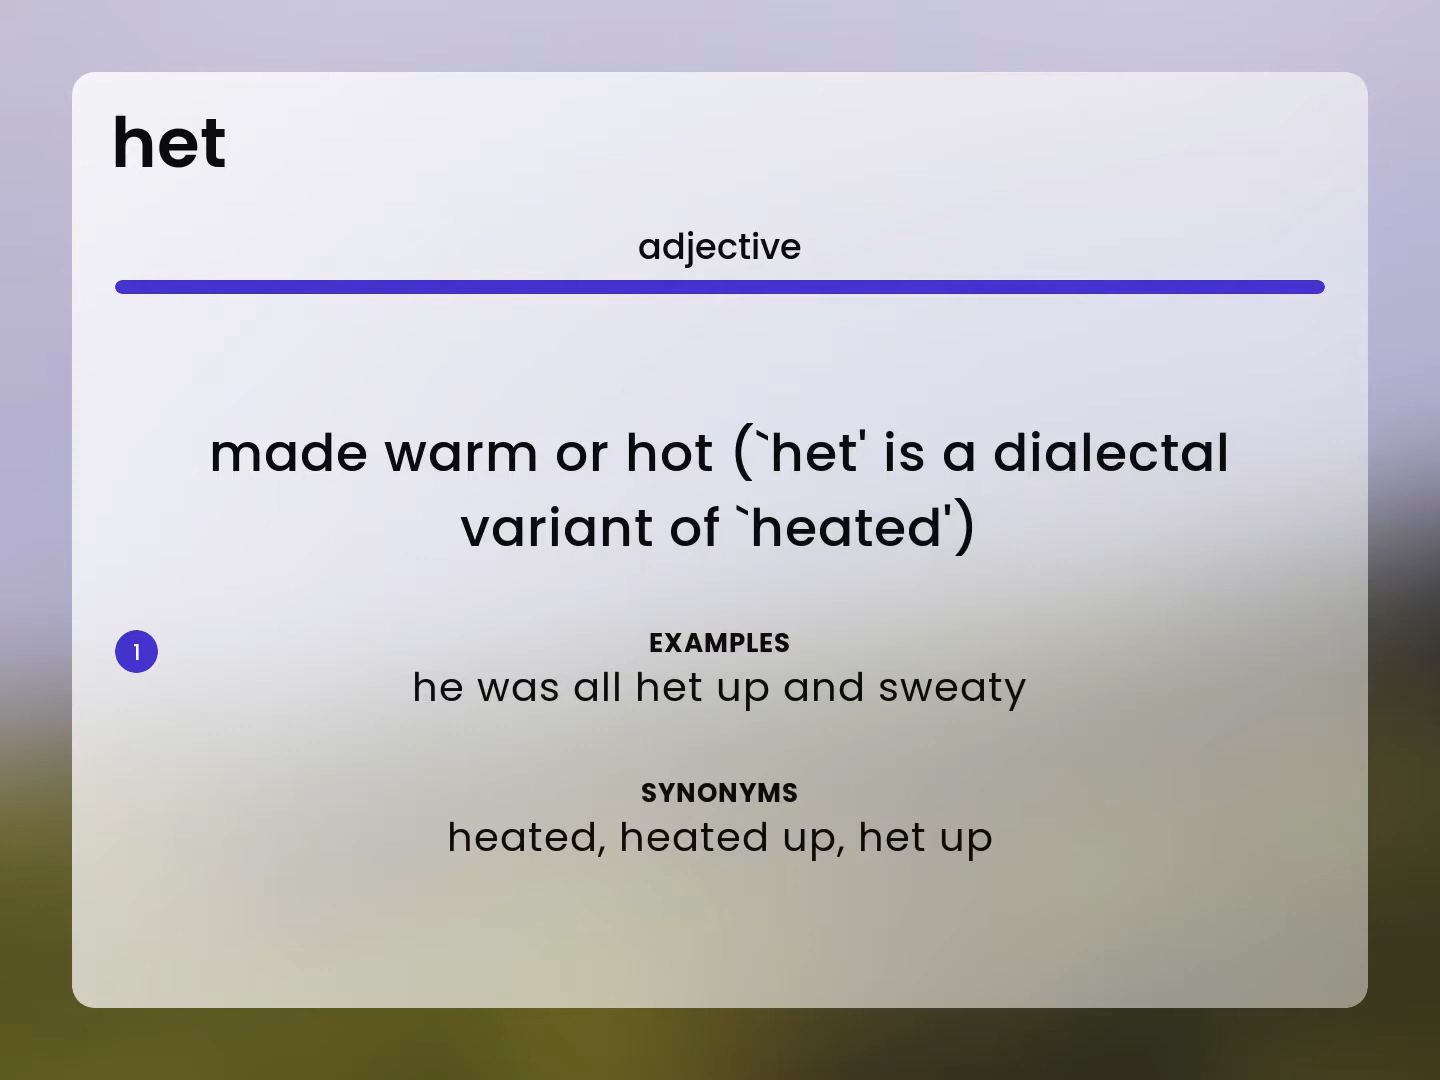 het
adjective
made warm or hot (`het' is a dialectal
variant of `heated')
1
EXAMPLES
he was all het up and sweaty
SYNONYMS
heated, heated up, het up